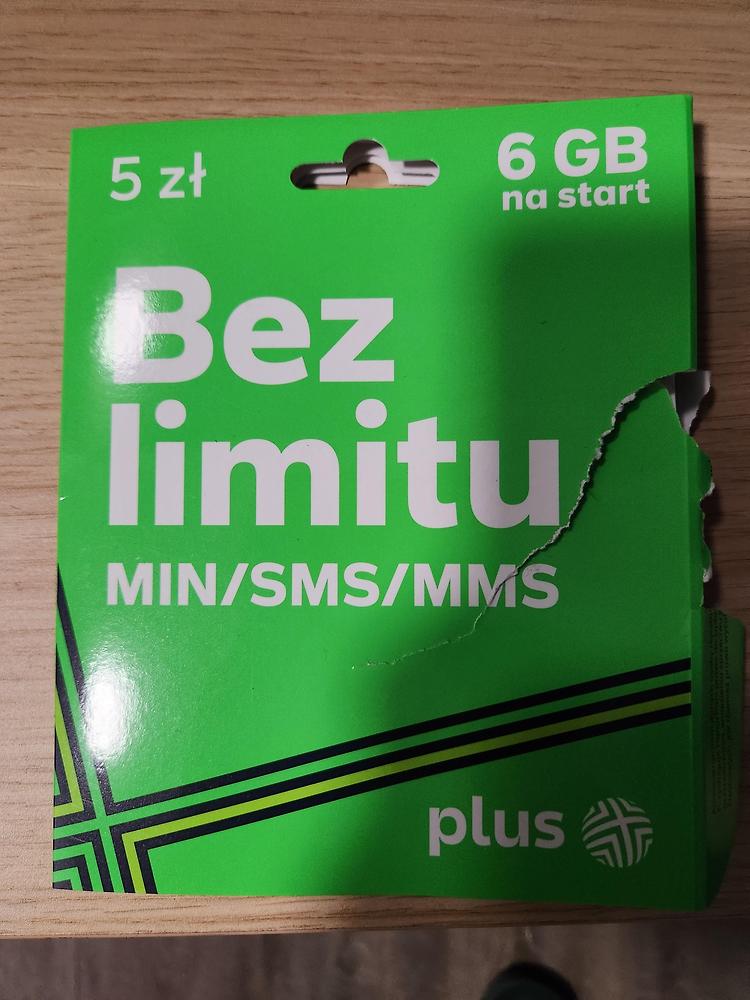 5 zł
6 GB
na start
Bez
limitu
MIN/SMS/MMS
plus